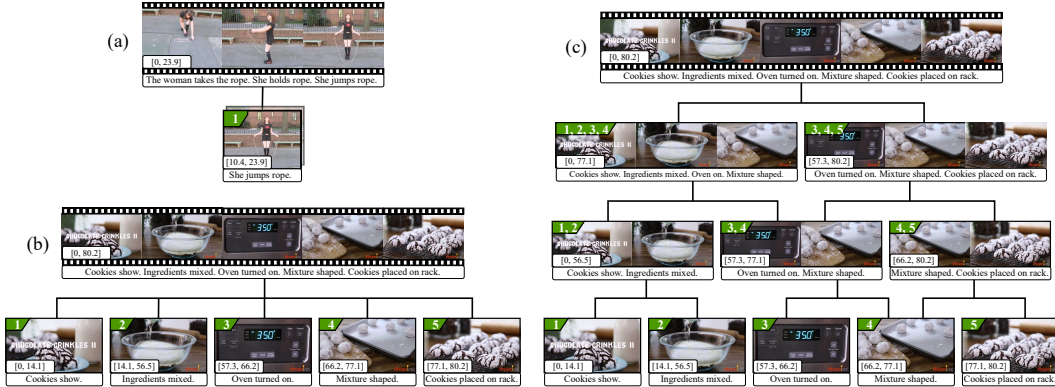 (a)
[0, 23.9]
The woman takes the rope. She holds rope. She jumps rope.
1
[10.4, 23.9]
She jumps rope.
(b)
CHOCOLATE CRINKLES II
350
[0, 80.2]
Cookies show. Ingredients mixed. Oven turned on. Mixture shaped. Cookies placed on rack.
1
CHOCOLATE CRINKLES II
[0, 14.1]
Cookies show.
2
[14.1, 56.5]
Ingredients mixed.
3
350
[57.3, 66.2]
Oven turned on.
4
[66.2, 77.1]
Mixture shaped.
5
[77.1, 80.2]
Cookies placed on rack.
(c)
CHOCOLATE CRINKLES II
350
[0, 80.2]
Cookies show. Ingredients mixed. Oven turned on. Mixture shaped. Cookies placed on rack.
1, 2, 3, 4
CHOCOLATE CRINKLES II
[0, 77.1]
Cookies show. Ingredients mixed. Oven on. Mixture shaped.
3, 4, 5
350
[57.3, 80.2]
Oven turned on. Mixture shaped. Cookies placed on rack.
1, 2
CHOCOLATE CRINKLES II
[0, 56.5]
Cookies show. Ingredients mixed.
3, 4
350
[57.3, 77.1]
Oven turned on. Mixture shaped.
4, 5
[66.2, 80.2]
Mixture shaped. Cookies placed on rack.
1
CHOCOLATE CRINKLES II
[0, 14.1]
Cookies show.
2
[14.1, 56.5]
Ingredients mixed.
3
350
[57.3, 66.2]
Oven turned on.
4
[66.2, 77.1]
Mixture shaped.
5
[77.1, 80.2]
Cookies placed on rack.